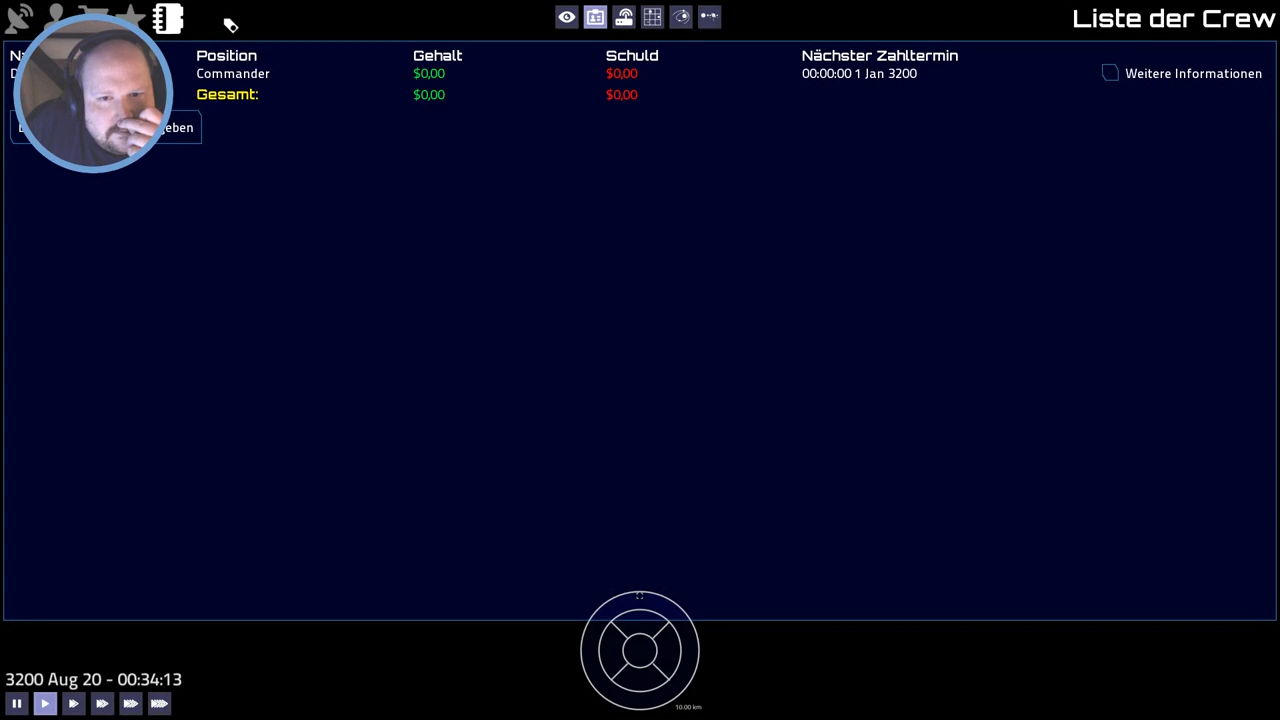 Liste der Crew
Position Gehalt Schuld Nächster Zahltermin
Commander $0,00 $0,00 00:00:00 1 Jan 3200 Weitere Informationen
Gesamt: $0,00 $0,00
3200 Aug 20 - 00:34:13
10.00 km